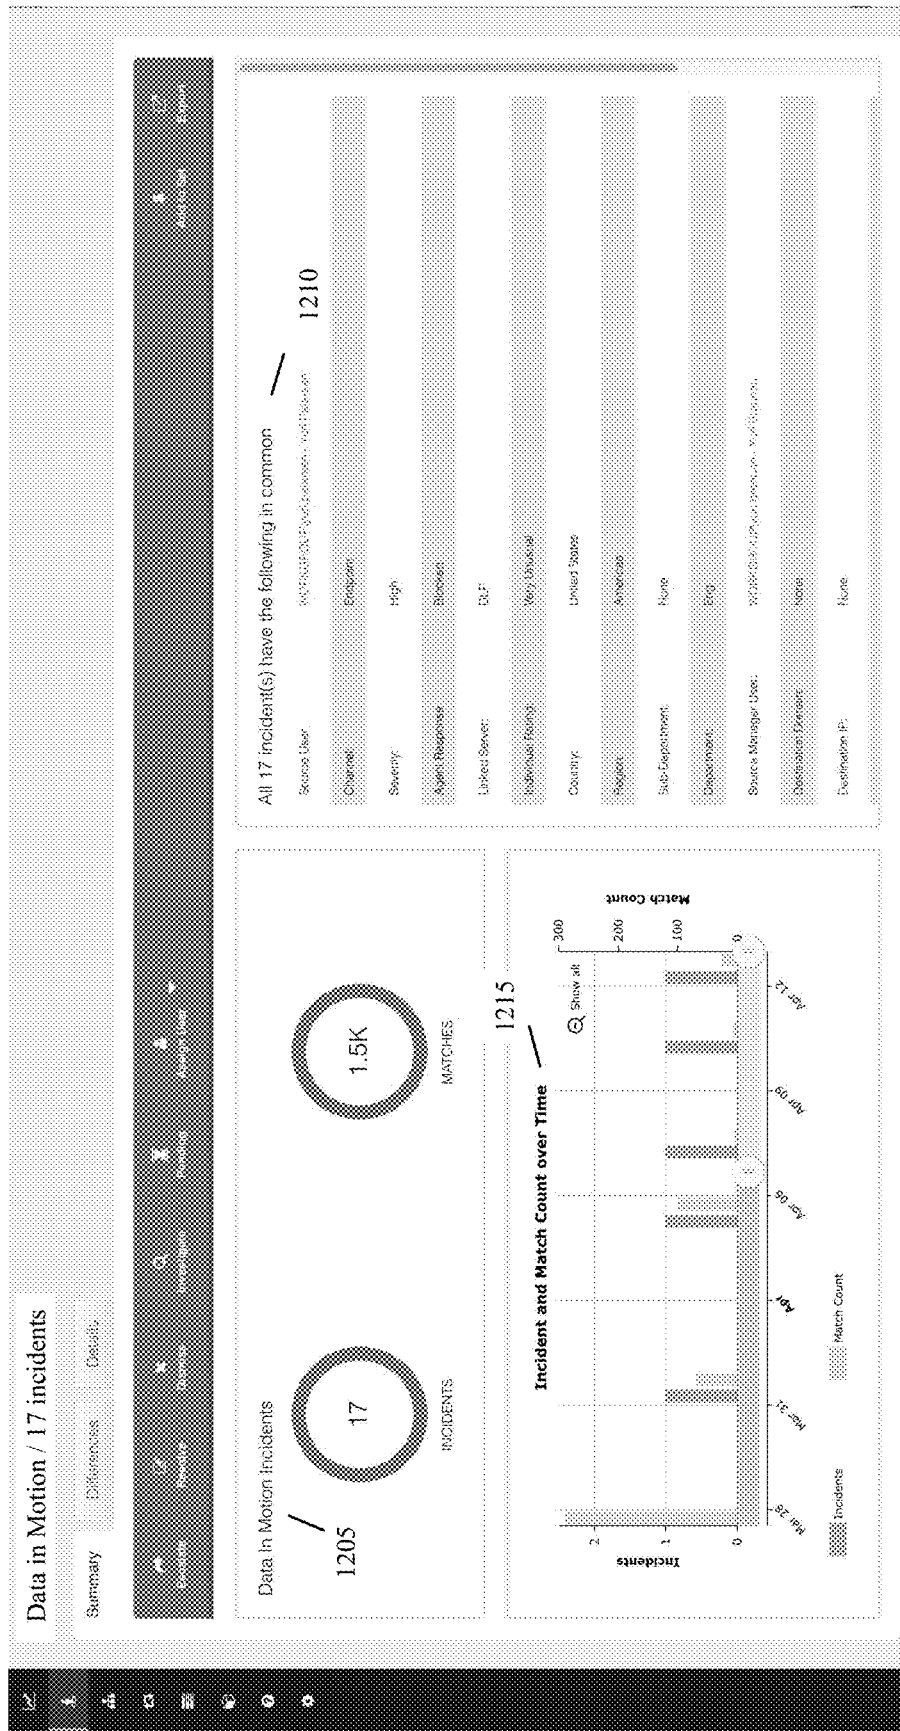 Data in Motion / 17 incidents
Summary
Differences
Details
Data In Motion Incidents
1205
17
INCIDENTS
1.5K
MATCHES
All 17 incident(s) have the following in common
1210
Source User:
Channel: Endpoint
Severity: High
Agent Response: Blocked
Linked Server: DLP
Individual Rating: Very Unusual
Country: United States
Region: Americas
Sub-Department: None
Department: Eng
Source Manager User:
Destination Domain: None
Destination IP: None
1215
Incident and Match Count over Time
Show all
Incidents
2
1
0
Match Count
300
200
100
0
Mar 28
Mar 31
Apr
Apr 06
Apr 09
Apr 12
Incidents
Match Count